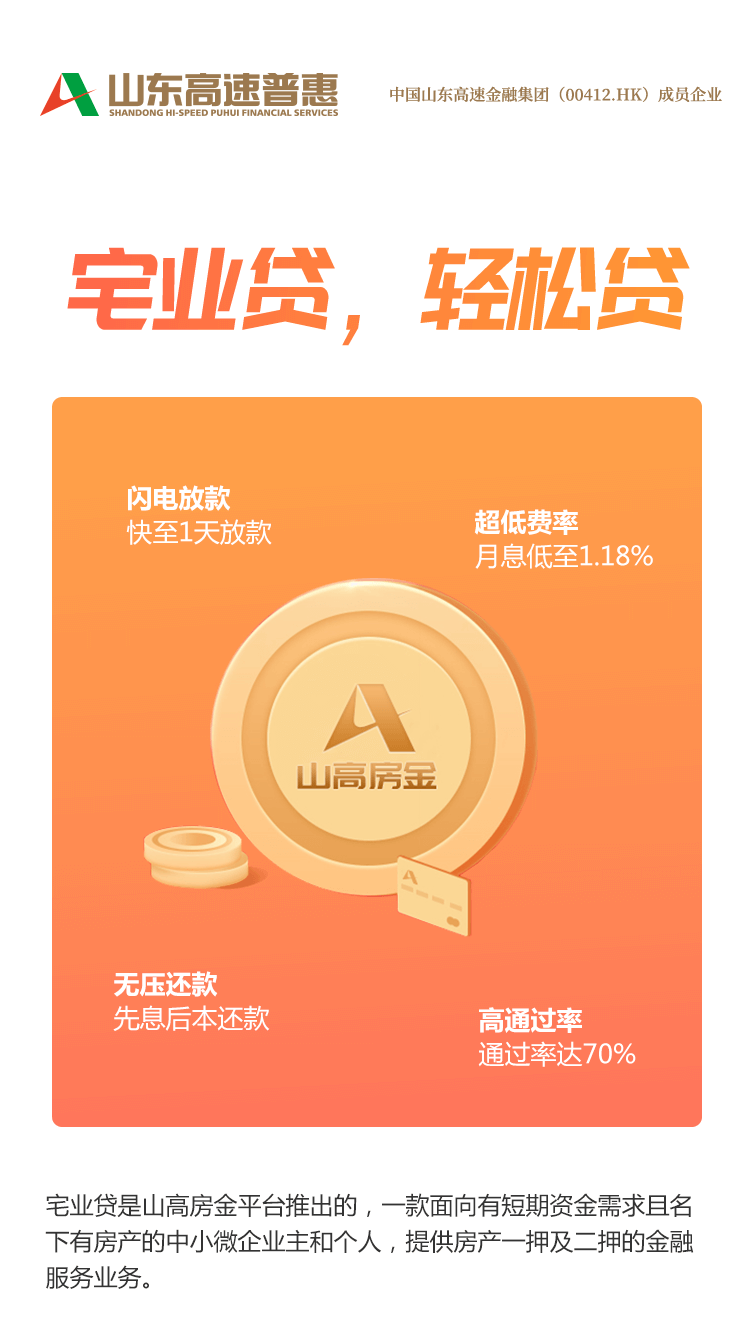 山东高速普惠
SHANDONG HI-SPEED PUHUI FINANCIAL SERVICES
中国山东高速金融集团（00412.HK）成员企业
宅业贷，轻松贷
闪电放款
快至1天放款
超低费率
月息低至1.18%
山高房金
无压还款
先息后本还款
高通过率
通过率达70%
宅业贷是山高房金平台推出的，一款面向有短期资金需求且名
下有房产的中小微企业主和个人，提供房产一押及二押的金融
服务业务。